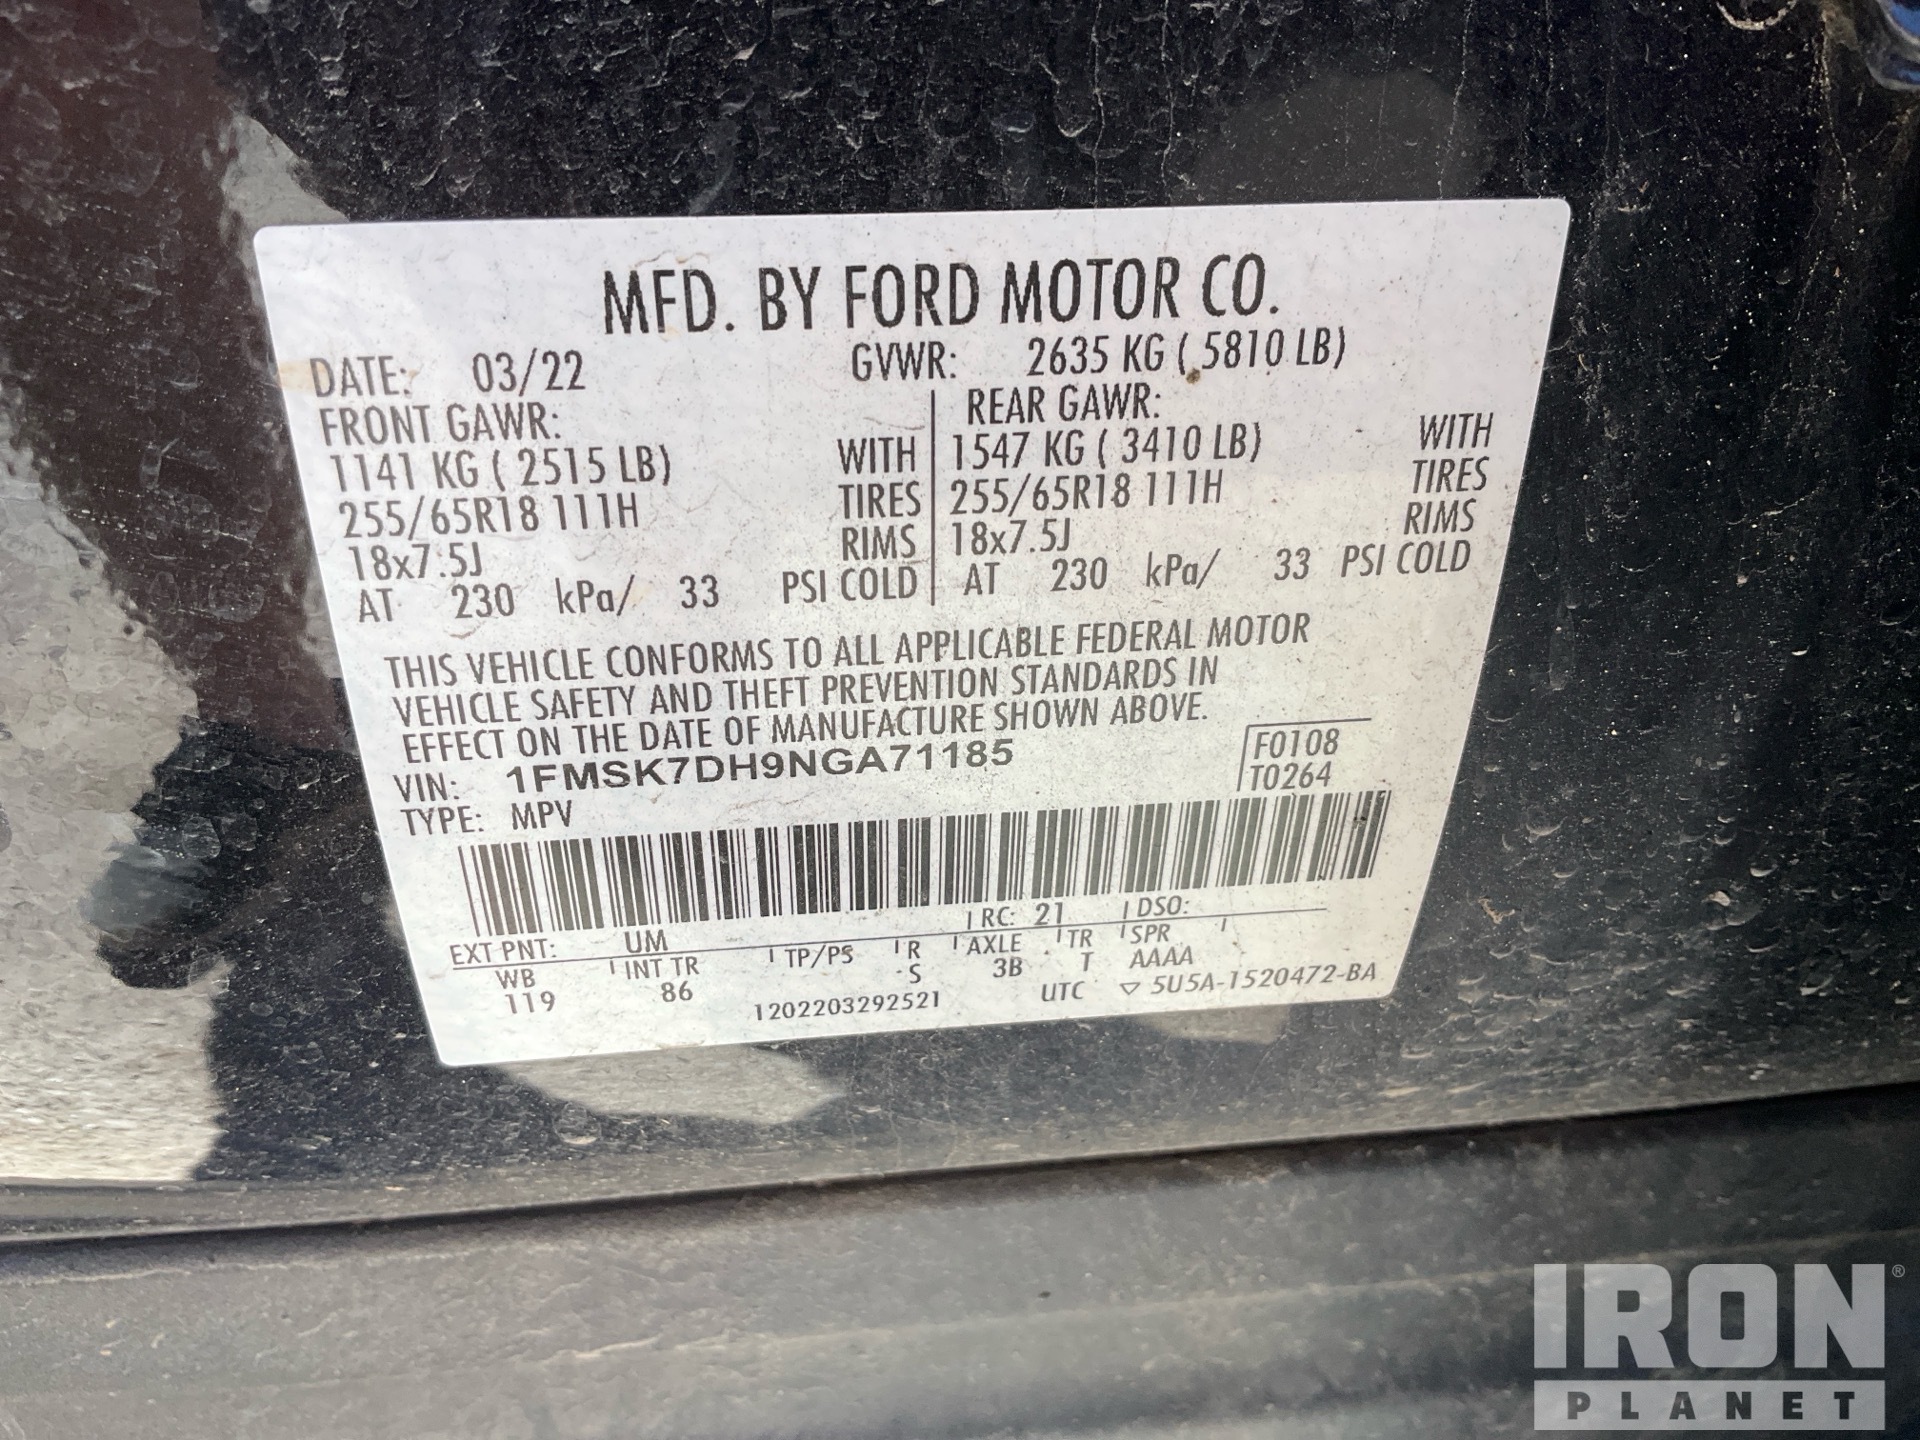 MFD. BY FORD MOTOR CO.
DATE: 03/22 GVWR: 2635 KG ( 5810 LB)
FRONT GAWR: REAR GAWR:
1141 KG ( 2515 LB) WITH 1547 KG ( 3410 LB) WITH
255/65R18 111H TIRES 255/65R18 111H TIRES
18x7.5J RIMS 18x7.5J RIMS
AT 230 kPa/ 33 PSI COLD AT 230 kPa/ 33 PSI COLD
THIS VEHICLE CONFORMS TO ALL APPLICABLE FEDERAL MOTOR
VEHICLE SAFETY AND THEFT PREVENTION STANDARDS IN
EFFECT ON THE DATE OF MANUFACTURE SHOWN ABOVE.
VIN: 1FMSK7DH9NGA71185 F0108
TYPE: MPV T0264
EXT PNT: UM RC: 21 DSO:
WB INT TR TP/PS R AXLE TR SPR
119 86 S 3B T AAAA
1202203292521 UTC ▽ 5U5A-1520472-BA
IRON®
PLANET